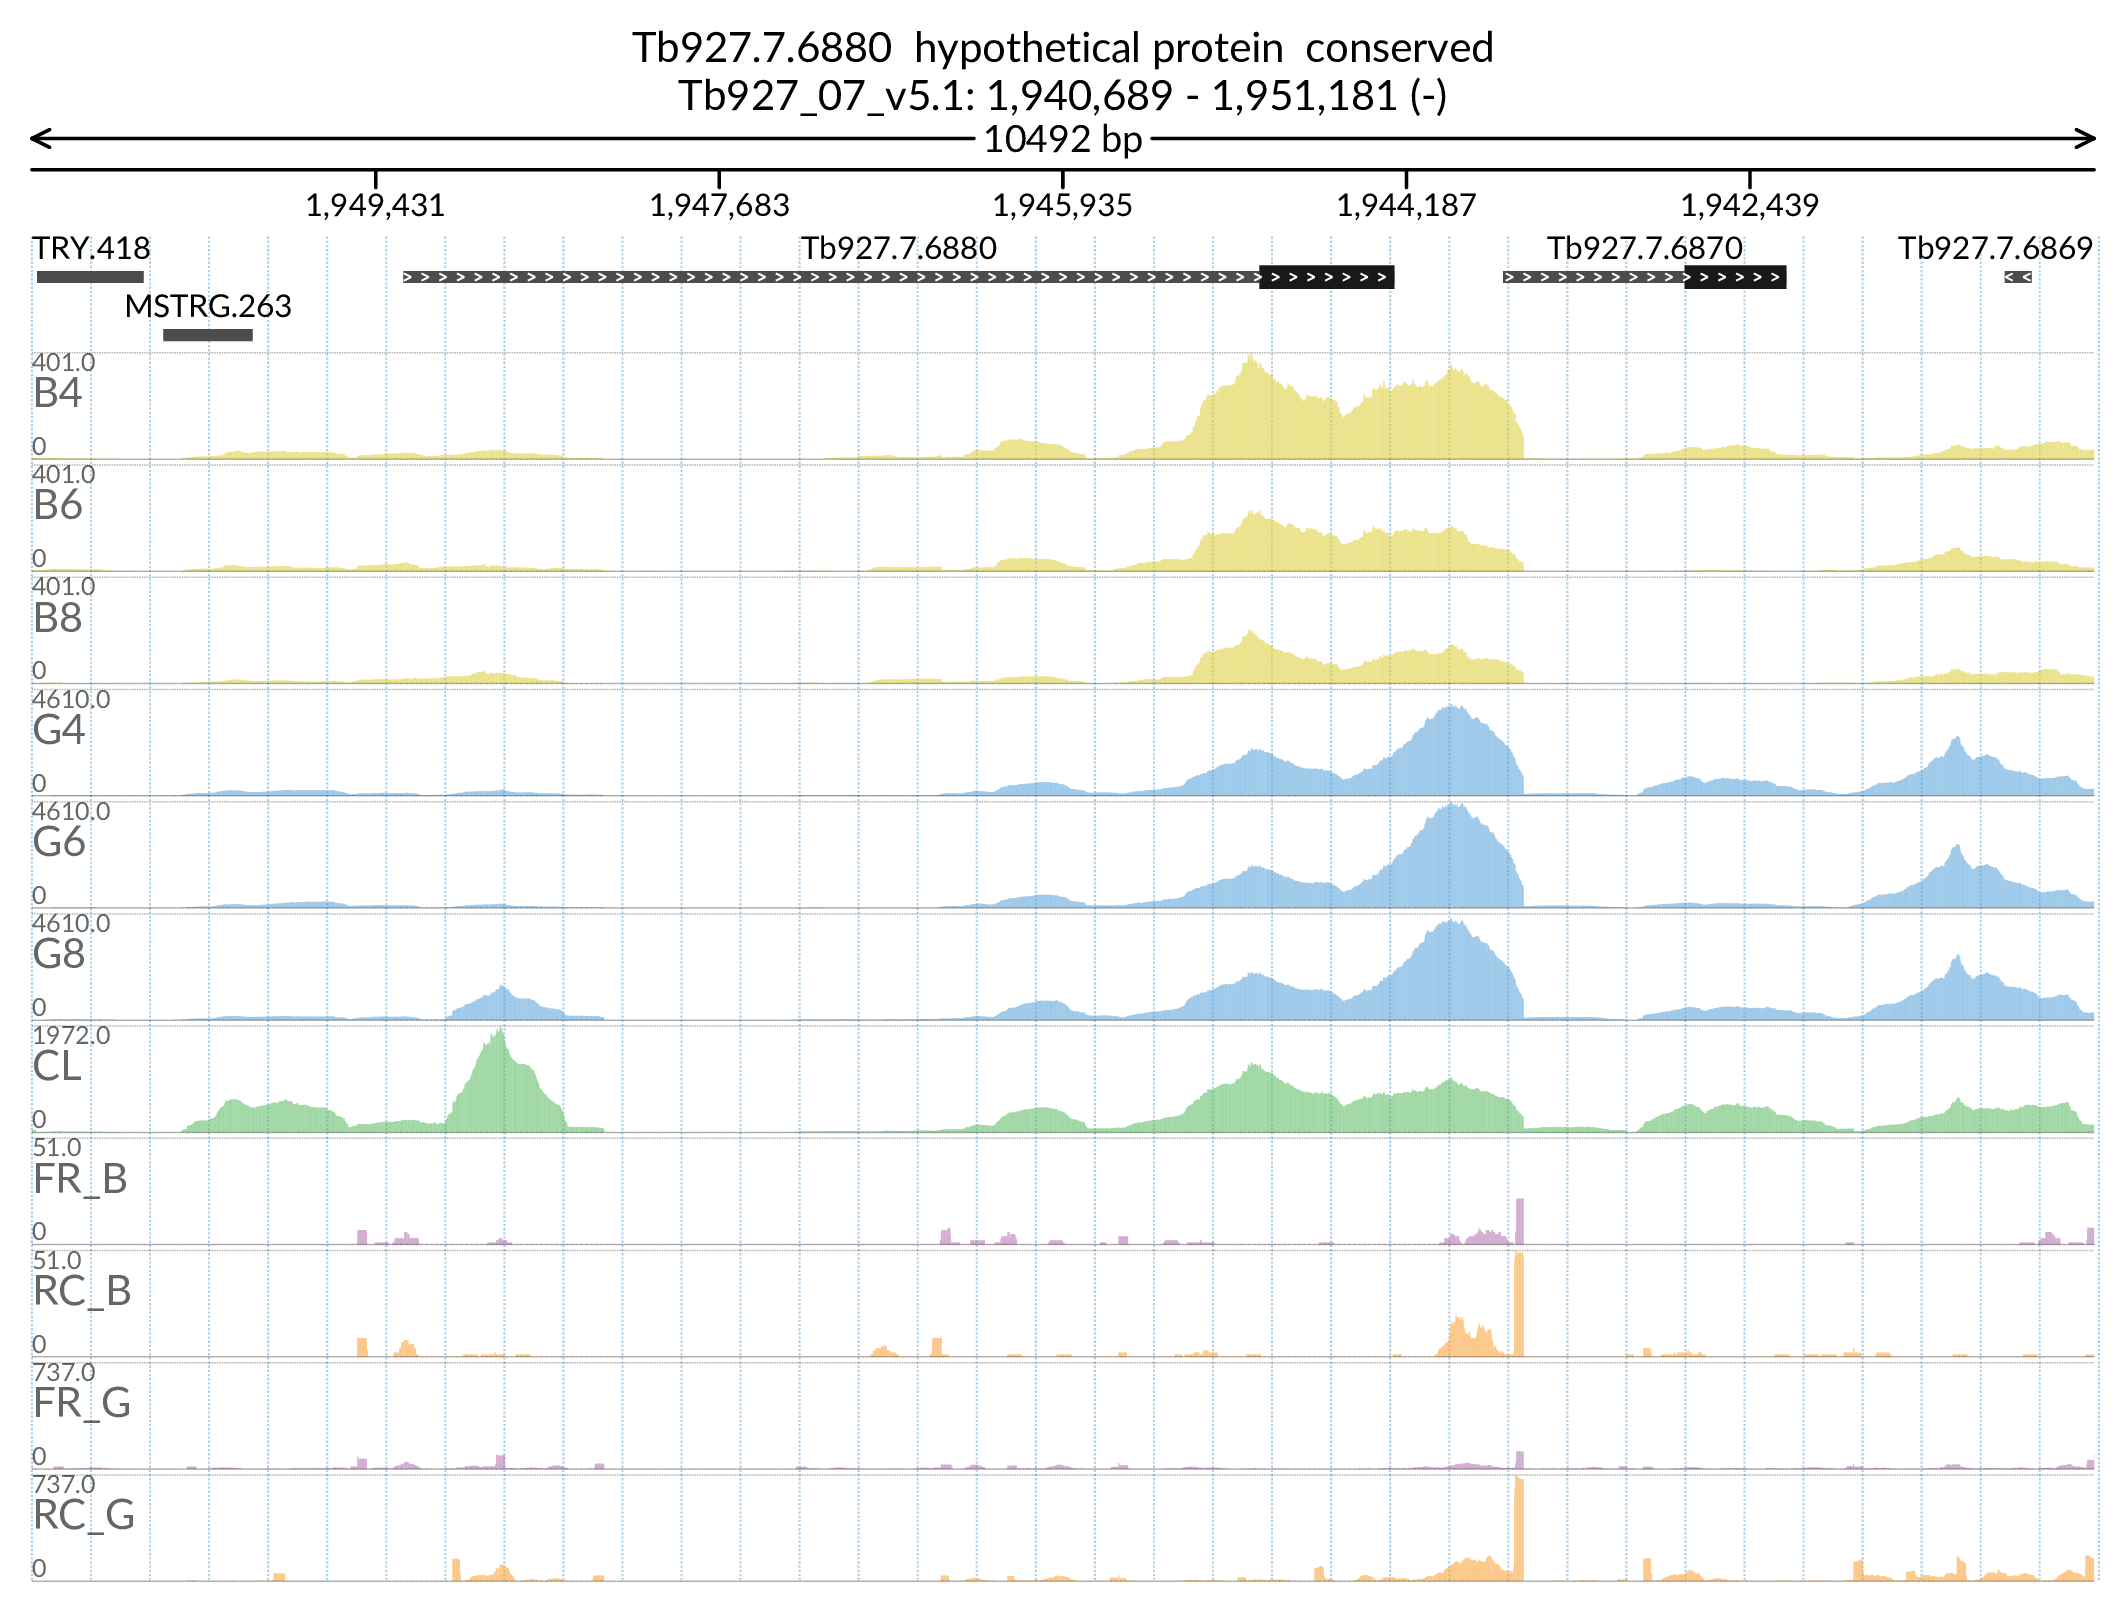 Tb927.7.6880 hypothetical protein conserved
Tb927_07_v5.1: 1,940,689 - 1,951,181 (-)
10492 bp
1,949,431 1,947,683 1,945,935 1,944,187 1,942,439
TRY.418 Tb927.7.6880 Tb927.7.6870 Tb927.7.6869
MSTRG.263
401.0
B4
0
401.0
B6
0
401.0
B8
0
4610.0
G4
0
4610.0
G6
0
4610.0
G8
0
1972.0
CL
0
51.0
FR_B
0
51.0
RC_B
0
737.0
FR_G
0
737.0
RC_G
0